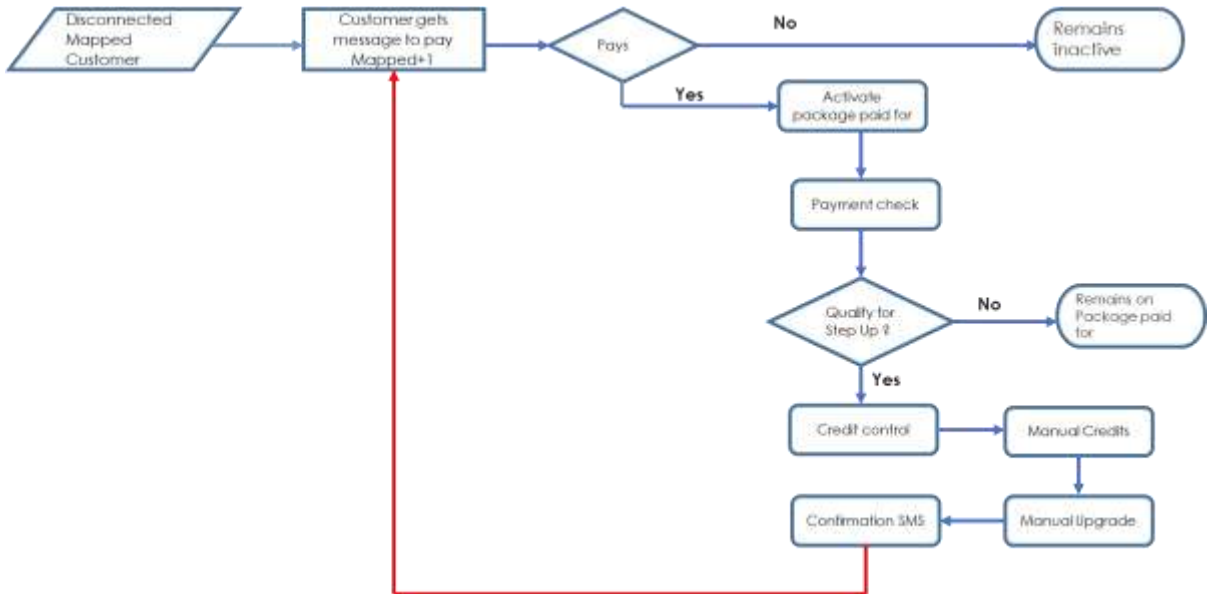 Disconnected
Mapped
Customer
Customer gets
message to pay
Mapped+1
Pays
No
Remains
inactive
Yes
Activate
package paid for
Payment check
Qualify for
Step Up ?
No
Remains on
Package paid
for
Yes
Credit control
Manual Credits
Confirmation SMS
Manual Upgrade